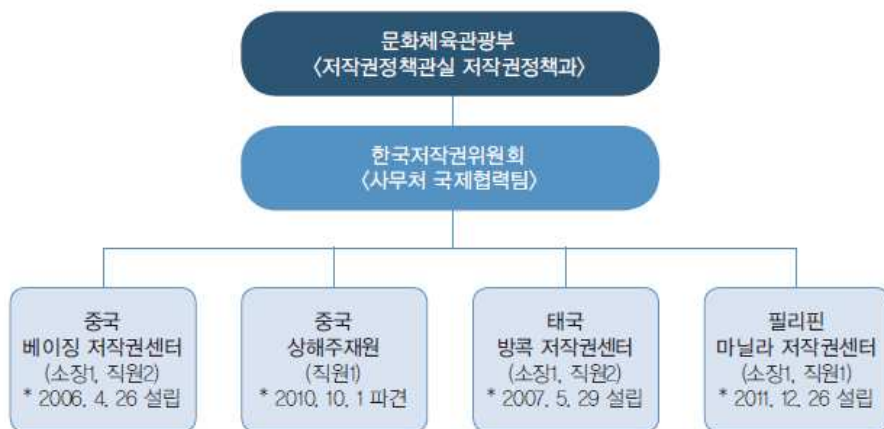 문화체육관광부
〈저작권정책관실 저작권정책과〉
한국저작권위원회
〈사무처 국제협력팀〉
중국
베이징 저작권센터
(소장1, 직원2)
* 2006. 4. 26 설립
중국
상해주재원
(직원1)
* 2010. 10. 1 파견
태국
방콕 저작권센터
(소장1, 직원2)
* 2007. 5. 29 설립
필리핀
마닐라 저작권센터
(소장1, 직원1)
* 2011. 12. 26 설립